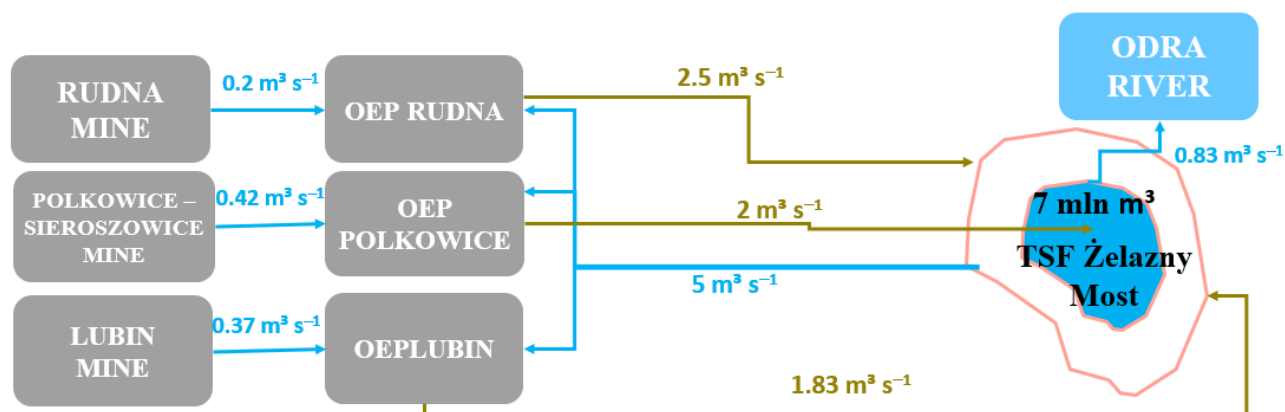 RUDNA
MINE
0.2 m³ s⁻¹
OEP RUDNA
2.5 m³ s⁻¹
ODRA
RIVER
0.83 m³ s⁻¹
POLKOWICE –
SIEROSZOWICE
MINE
0.42 m³ s⁻¹
OEP
POLKOWICE
2 m³ s⁻¹
7 mln m³
TSF Żelazny
Most
5 m³ s⁻¹
LUBIN
MINE
0.37 m³ s⁻¹
OEPLUBIN
1.83 m³ s⁻¹